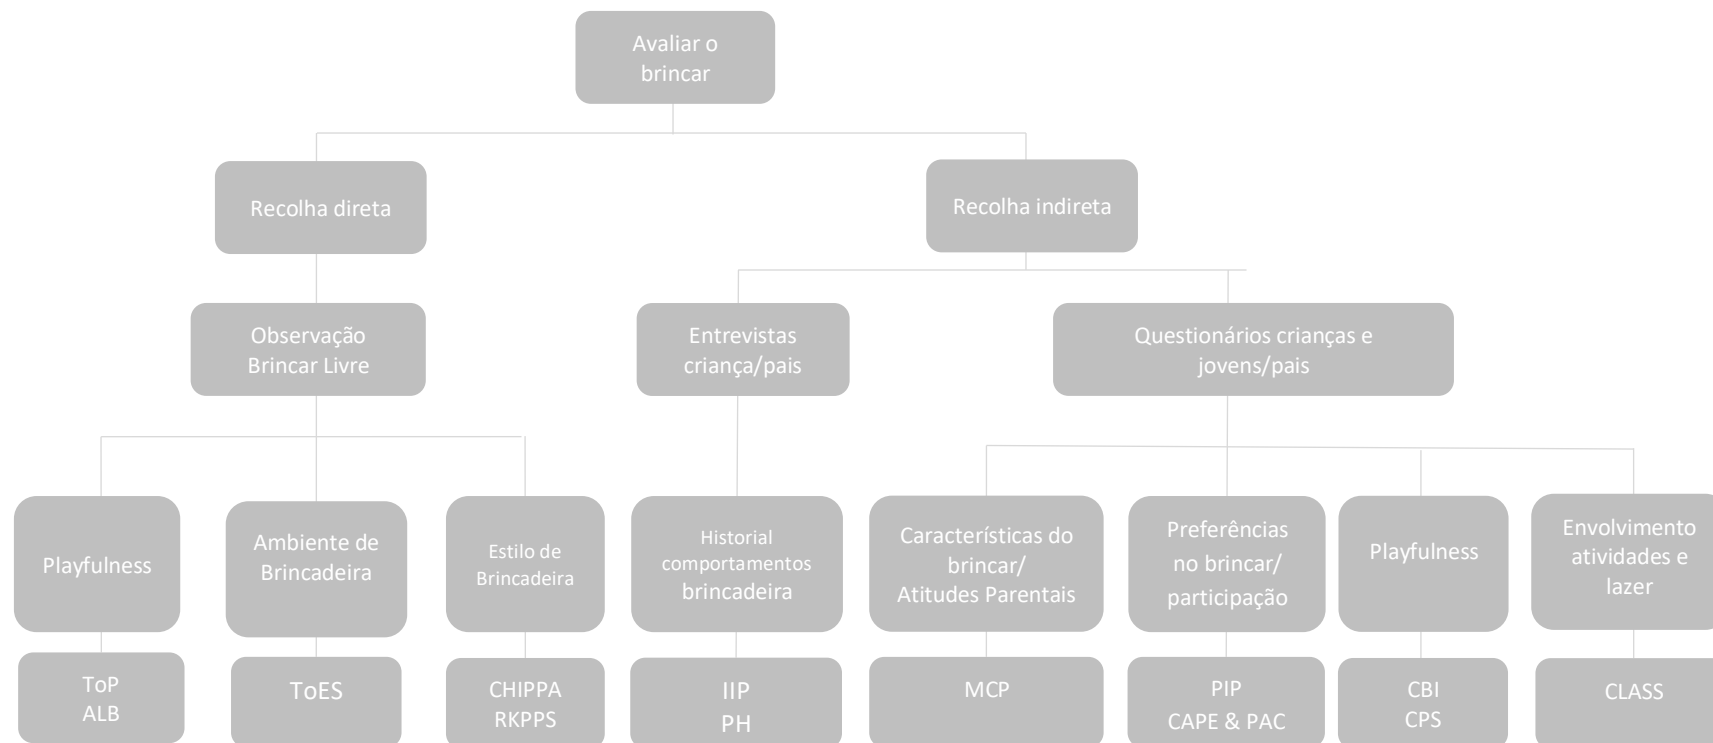 Avaliar o
brincar
Recolha direta
Recolha indireta
Observação
Brincar Livre
Entrevistas
criança/pais
Questionários crianças e
jovens/pais
Playfulness
Ambiente de
Brincadeira
Estilo de
Brincadeira
Historial
comportamentos
brincadeira
Característicys do
brincar/
Atitudes Parentais
Preferências
no brincar/
participação
Playfulness
Envolvimento
atividades e
lazer
ToP
ALB
ToES
CHIPPA
RKPPS
IIP
PH
MCP
PIP
CAPE & PAC
CBI
CPS
CLASS